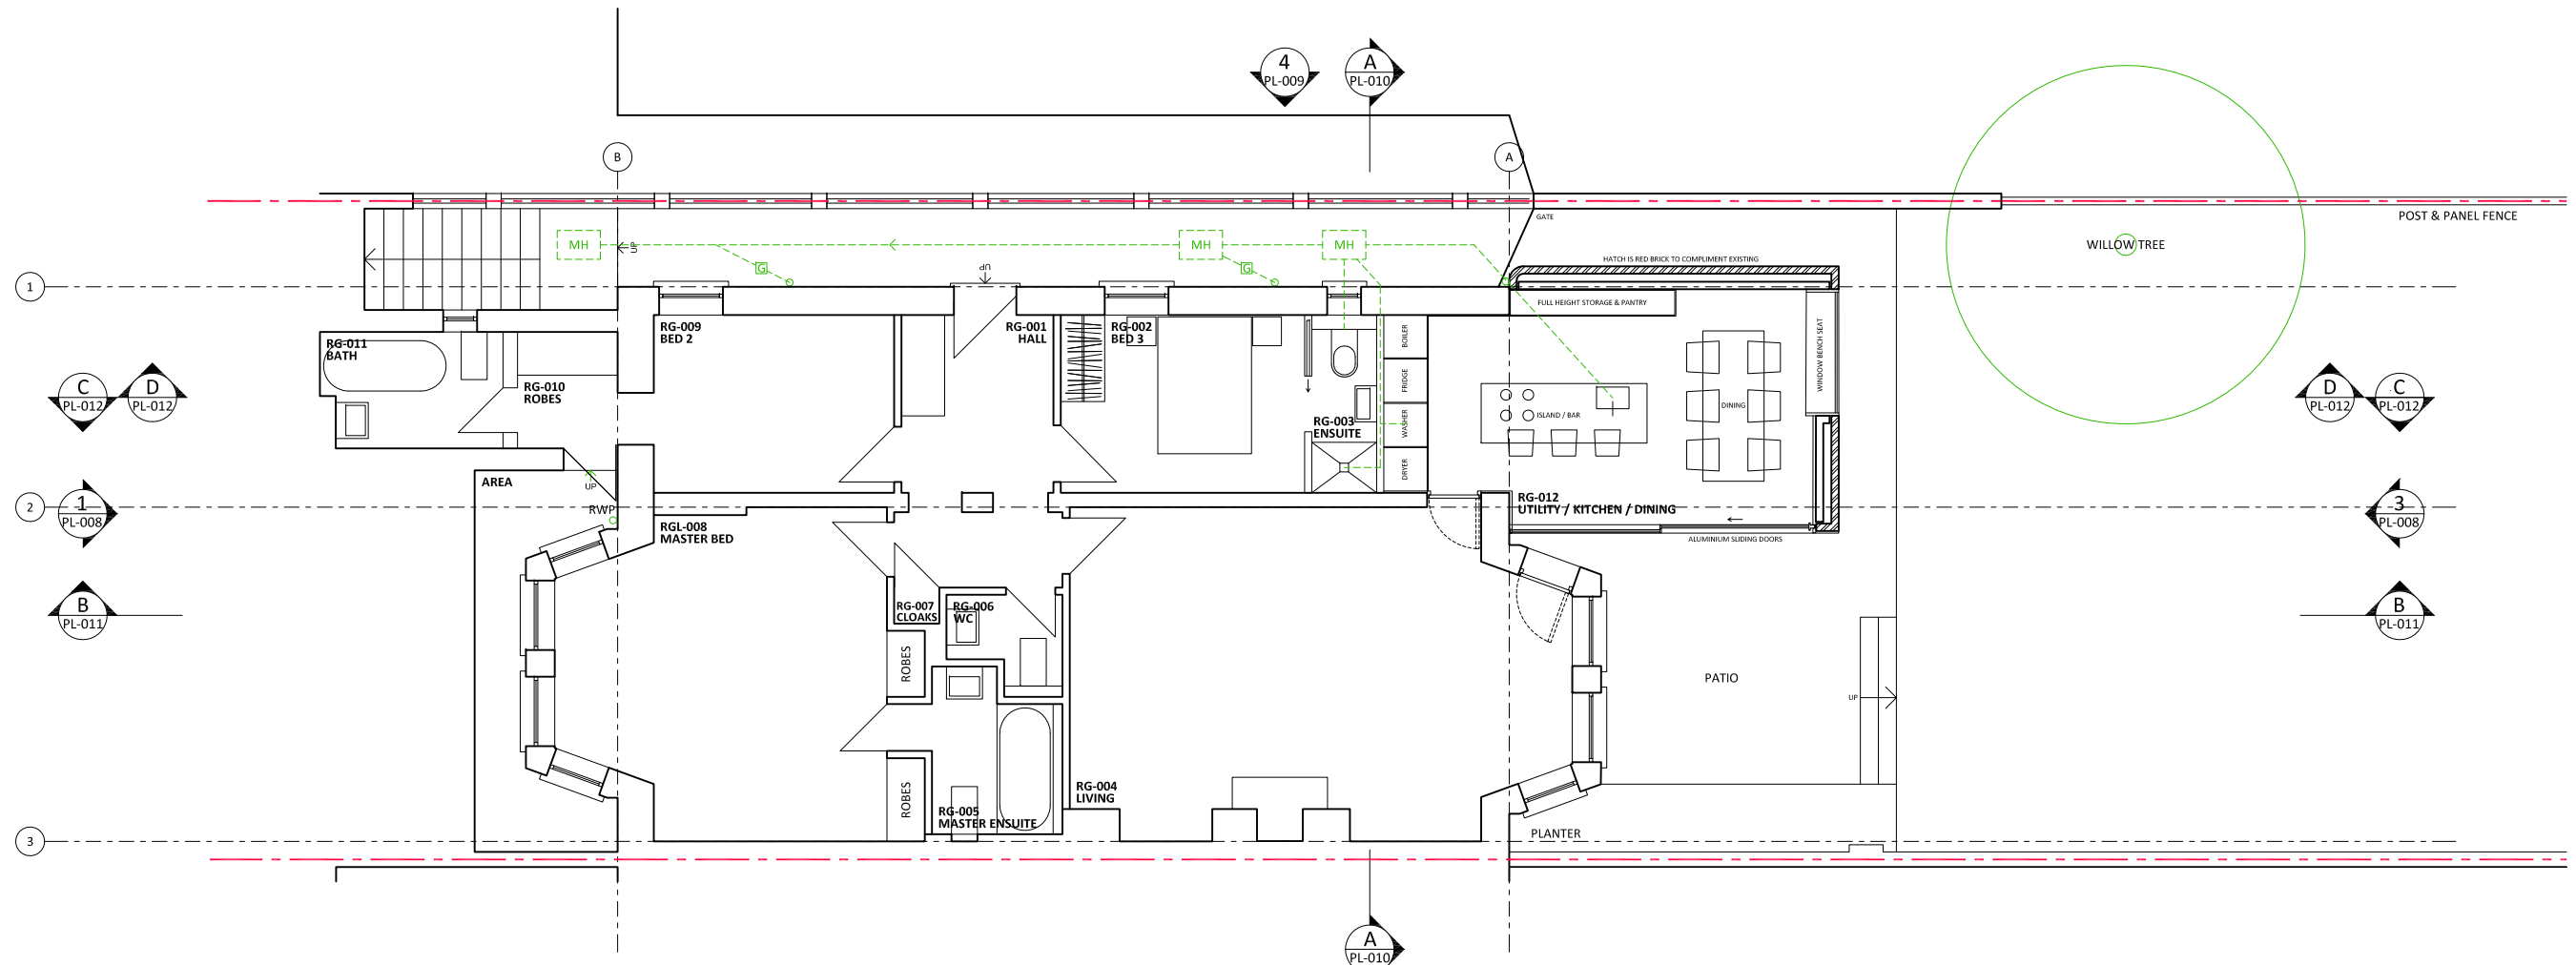 4
PL-009
A
PL-010
B
A
POST & PANEL FENCE
GATE
MH
UP
MH
MH
WILLOW TREE
G
UP
G
HATCH IS RED BRICK TO COMPLIMENT EXISTING
1
FULL HEIGHT STORAGE & PANTRY
RG-011
BATH
RG-009
BED 2
RG-001
HALL
RG-002
BED 3
BOILER
WINDOW BENCH SEAT
RG-010
ROBES
FRIDGE
C
PL-012
D
PL-012
DINING
D
PL-012
C
PL-012
ISLAND / BAR
RG-003
ENSUITE
WASHER
DRYER
AREA
UP
1
PL-008
2
RWP
RG-012
UTILITY / KITCHEN / DINING
3
PL-008
RGL-008
MASTER BED
ALUMINIUM SLIDING DOORS
B
PL-011
RG-007
CLOAKS
RG-006
WC
B
PL-011
ROBES
PATIO
UP
RG-004
LIVING
ROBES
RG-005
MASTER ENSUITE
PLANTER
3
A
PL-010